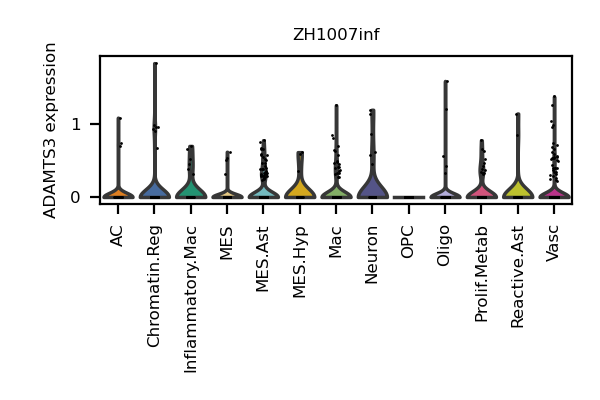 ZH1007inf
ADAMTS3 expression
1
0
AC
Chromatin.Reg
Inflammatory.Mac
MES
MES.Ast
MES.Hyp
Mac
Neuron
OPC
Oligo
Prolif.Metab
Reactive.Ast
Vasc